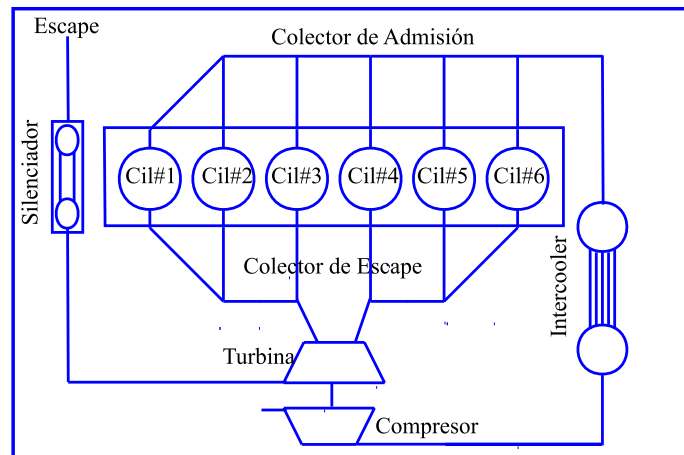 Escape
Colector de Admisión
Silenciador
Cil#1
Cil#2
Cil#3
Cil#4
Cil#5
Cil#6
Colector de Escape
Intercooler
Turbina
Compresor